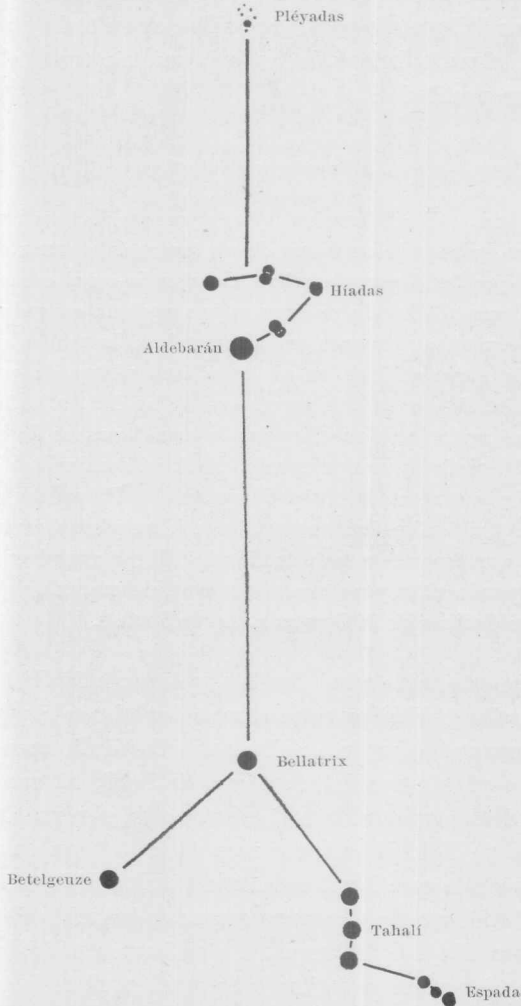 Pléyadas
Híadas
Aldebarán
Bellatrix
Betelgeuze
Tahalí
Espada